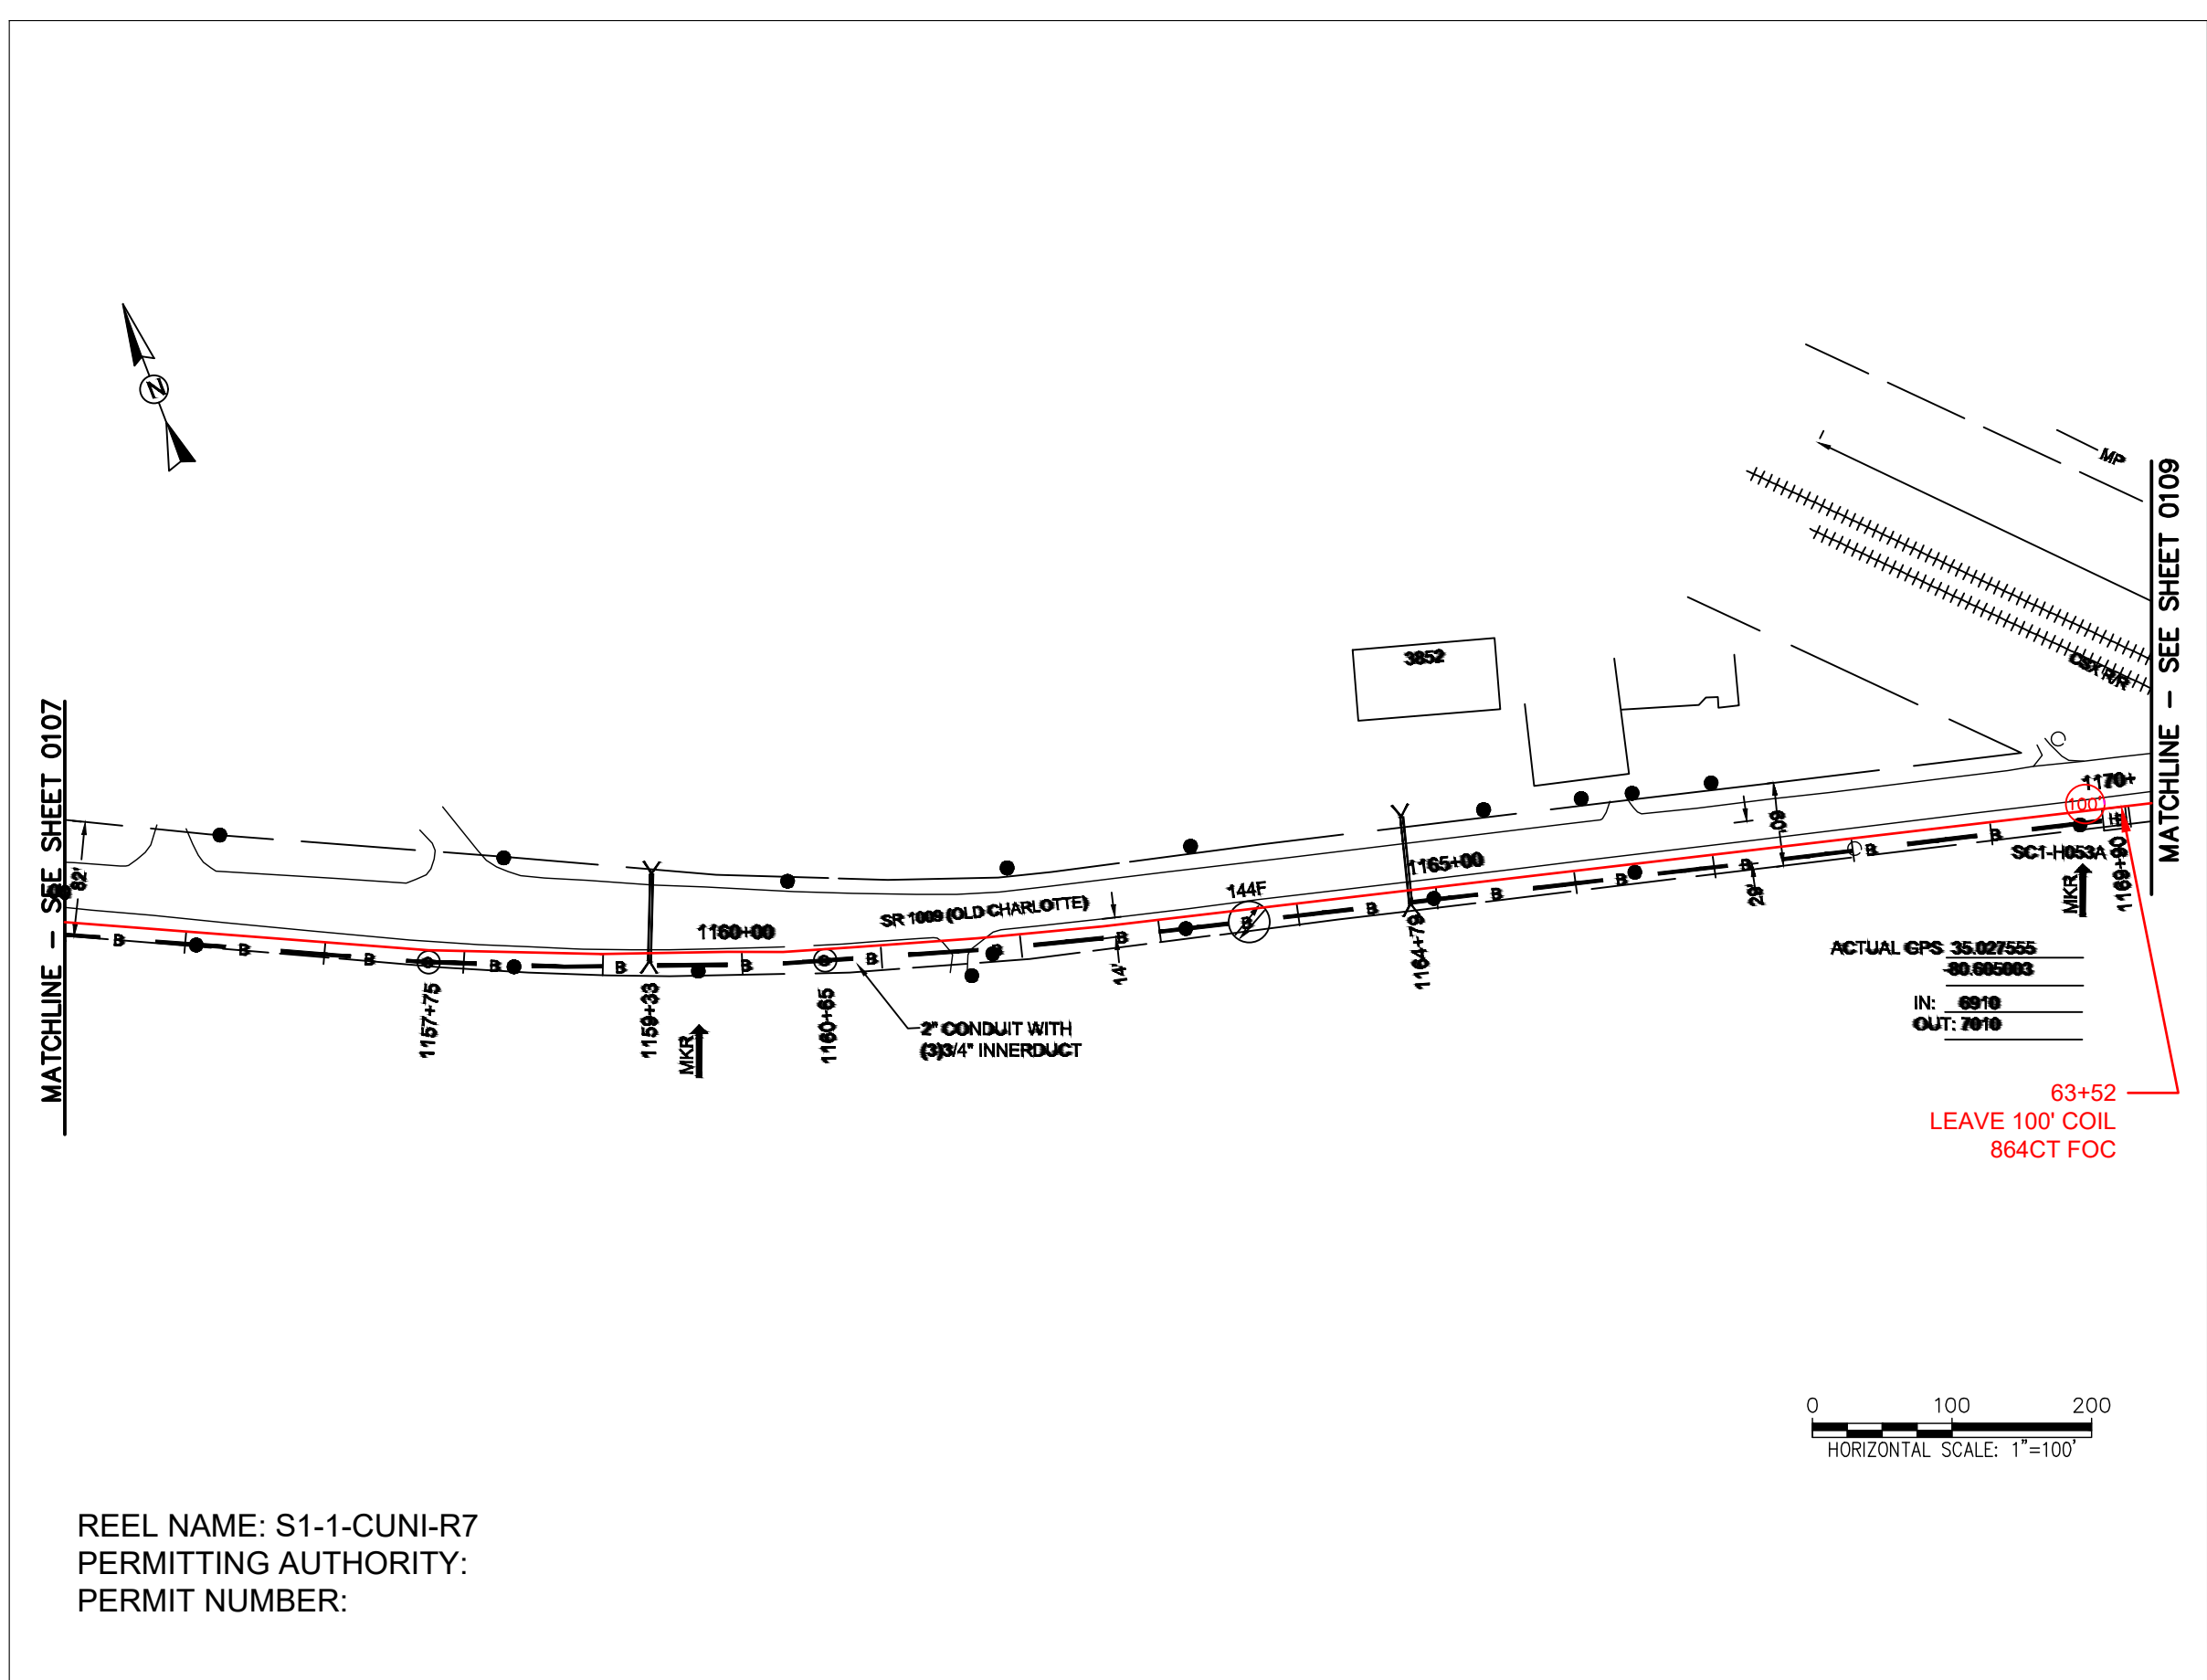 MATCHLINE - SEE SHEET 0107
82'
N
B
B
B
1157+75
B
B
1159+33
MKR
1160+00
B
1160+65
B
2" CONDUIT WITH
(3)3/4" INNERDUCT
SR 1009 (OLD CHARLOTTE)
B
14'
B
144F
B
B
1164+79
1165+00
3852
B
B
B
29'
60'
B
B
MP
CSX R/R
1170+
100'
H
SC1-H053A
MKR
1169+90
ACTUAL GPS 35.027555
-80.605003
IN: 6910
OUT: 7010
63+52
LEAVE 100' COIL
864CT FOC
MATCHLINE - SEE SHEET 0109
0 100 200
HORIZONTAL SCALE: 1"=100'
REEL NAME: S1-1-CUNI-R7
PERMITTING AUTHORITY:
PERMIT NUMBER: